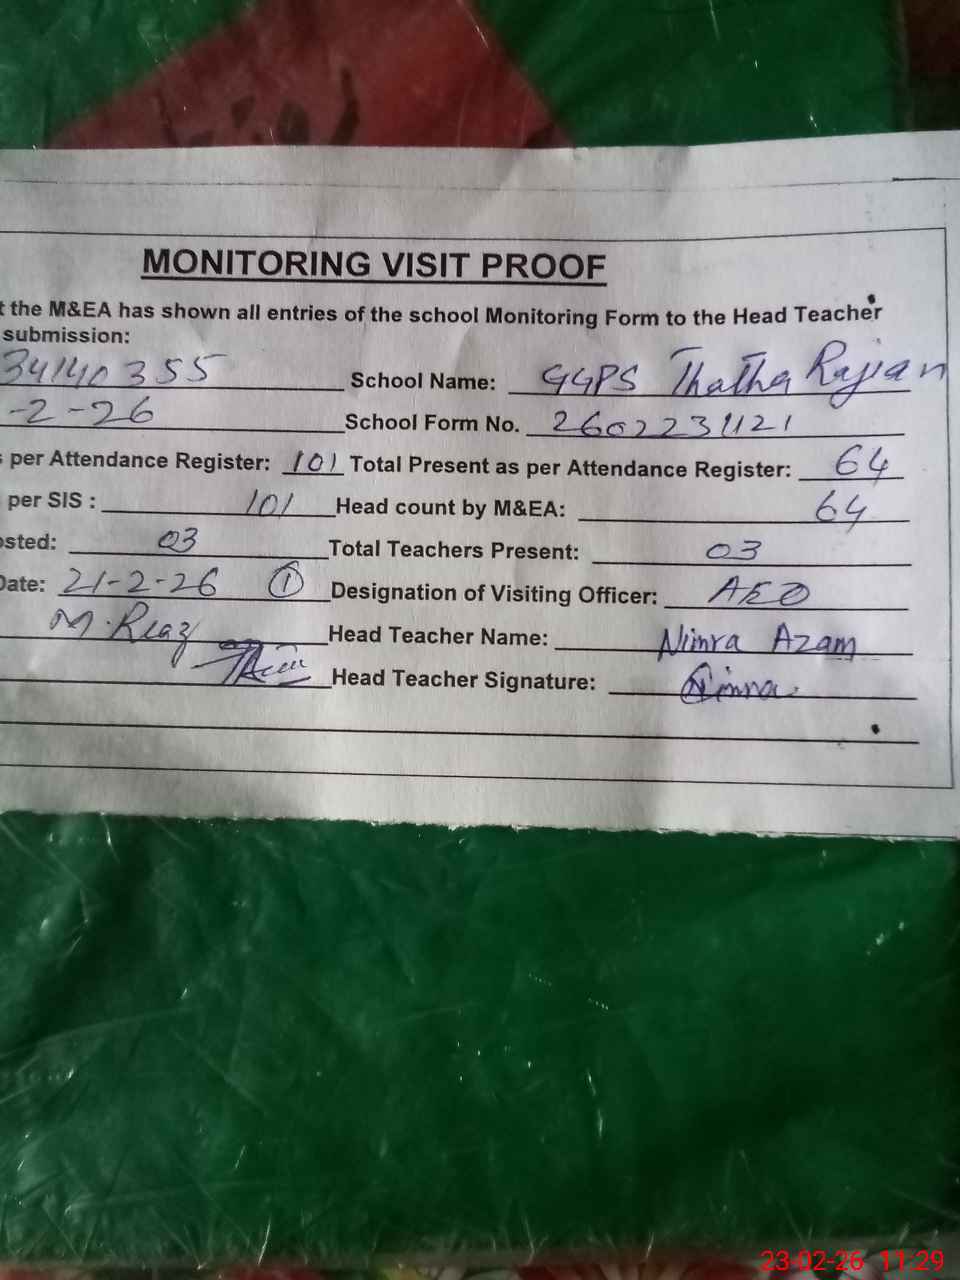 MONITORING VISIT PROOF
t the M&EA has shown all entries of the school Monitoring Form to the Head Teacher
submission:
34140355 School Name: GGPS Thatha Rajian
-2-26 School Form No. 2602231121
s per Attendance Register: 101 Total Present as per Attendance Register: 64
per SIS : 101 Head count by M&EA: 64
osted: 03 Total Teachers Present: 03
Date: 21-2-26 ① Designation of Visiting Officer: AEO
M. Riaz Head Teacher Name: Nimra Azam
Head Teacher Signature: Nimra
23-02-26 11:29